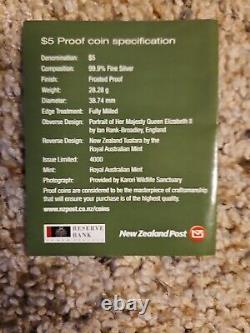 $5 Proof coin specification
Denomination: $5
Composition: 99.9% Fine Silver
Finish: Frosted Proof
Weight: 28.28 g
Diameter: 38.74 mm
Edge Treatment: Fully Milled
Obverse Design: Portrait of Her Majesty Queen Elizabeth II
by Ian Rank-Broadley, England
Reverse Design: New Zealand Tuatara by the
Royal Australian Mint
Issue Limited: 4000
Mint: Royal Australian Mint
Photograph: Provided by Karori Wildlife Sanctuary
Proof coins are considered to be the masterpiece of craftsmanship
that will ensure your purchase is of the highest quality.
www.nzpost.co.nz/coins
RESERVE
BANK
New Zealand Post